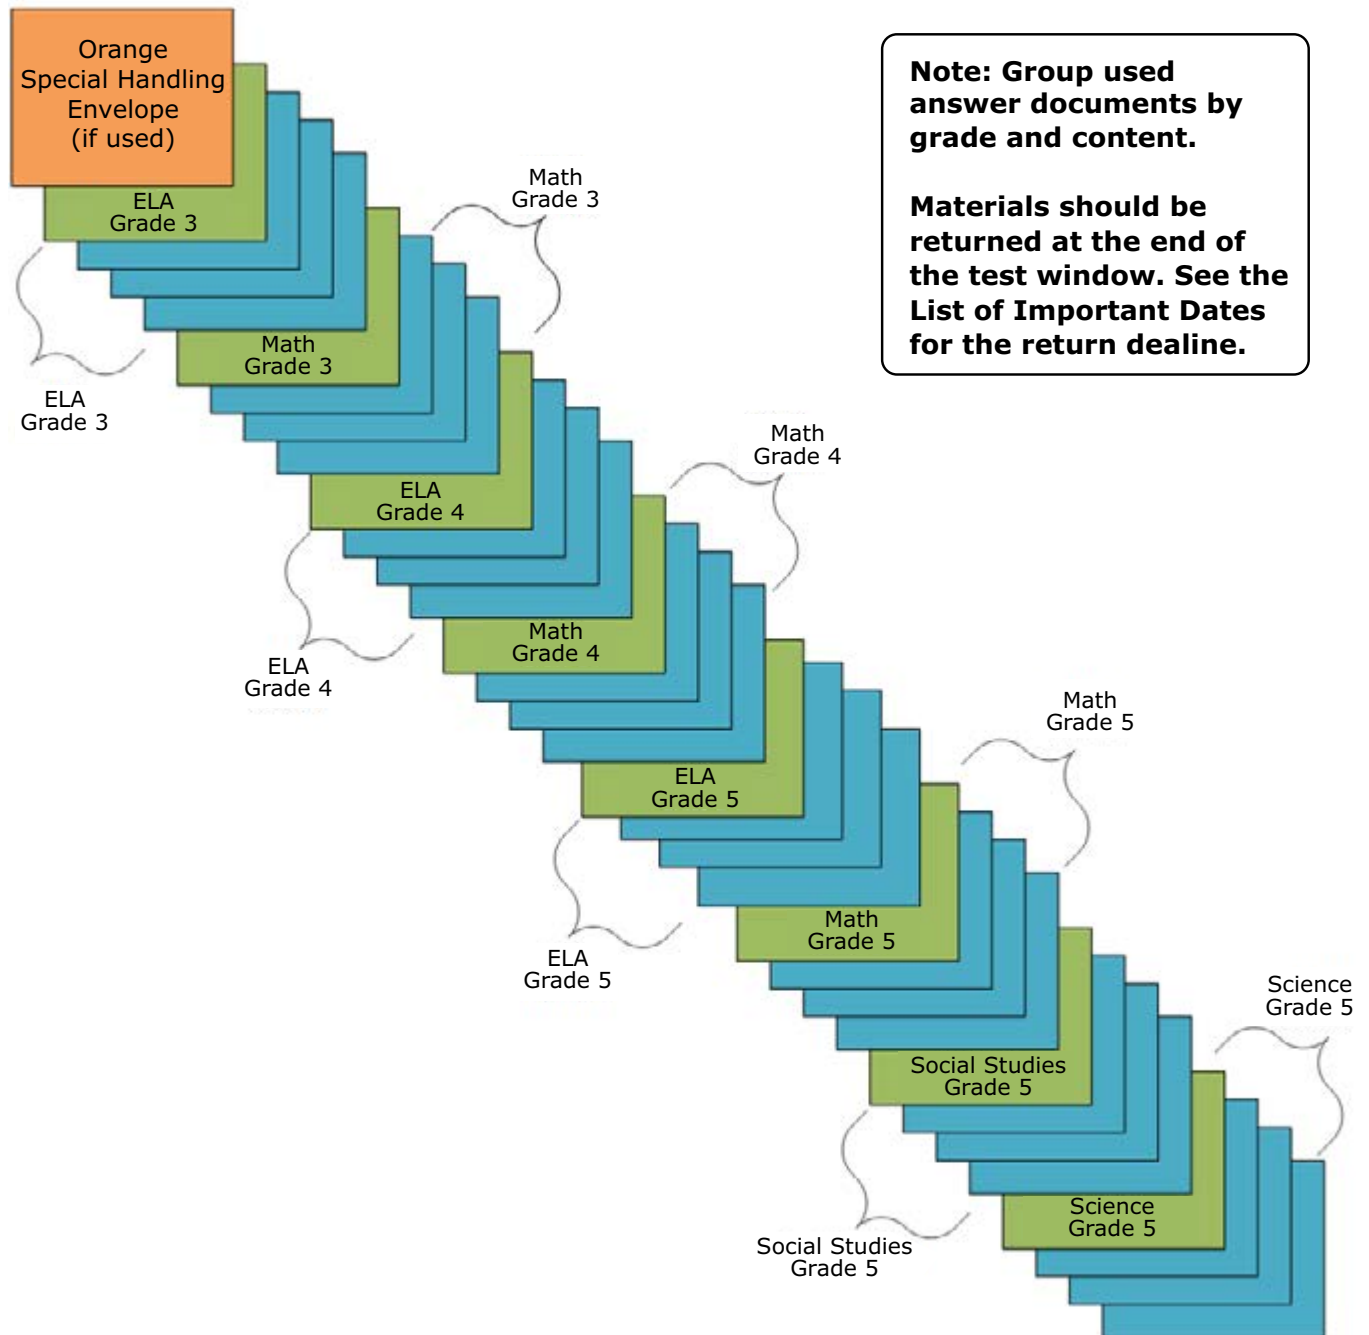 Orange
Special Handling
Envelope
(if used)
Note: Group used
answer documents by
grade and content.
Materials should be
returned at the end of
the test window. See the
List of Important Dates
for the return dealine.
ELA
Grade 3
Math
Grade 3
Math
Grade 3
ELA
Grade 3
ELA
Grade 4
Math
Grade 4
Math
Grade 4
ELA
Grade 4
ELA
Grade 5
Math
Grade 5
Math
Grade 5
ELA
Grade 5
Social Studies
Grade 5
Science
Grade 5
Science
Grade 5
Social Studies
Grade 5